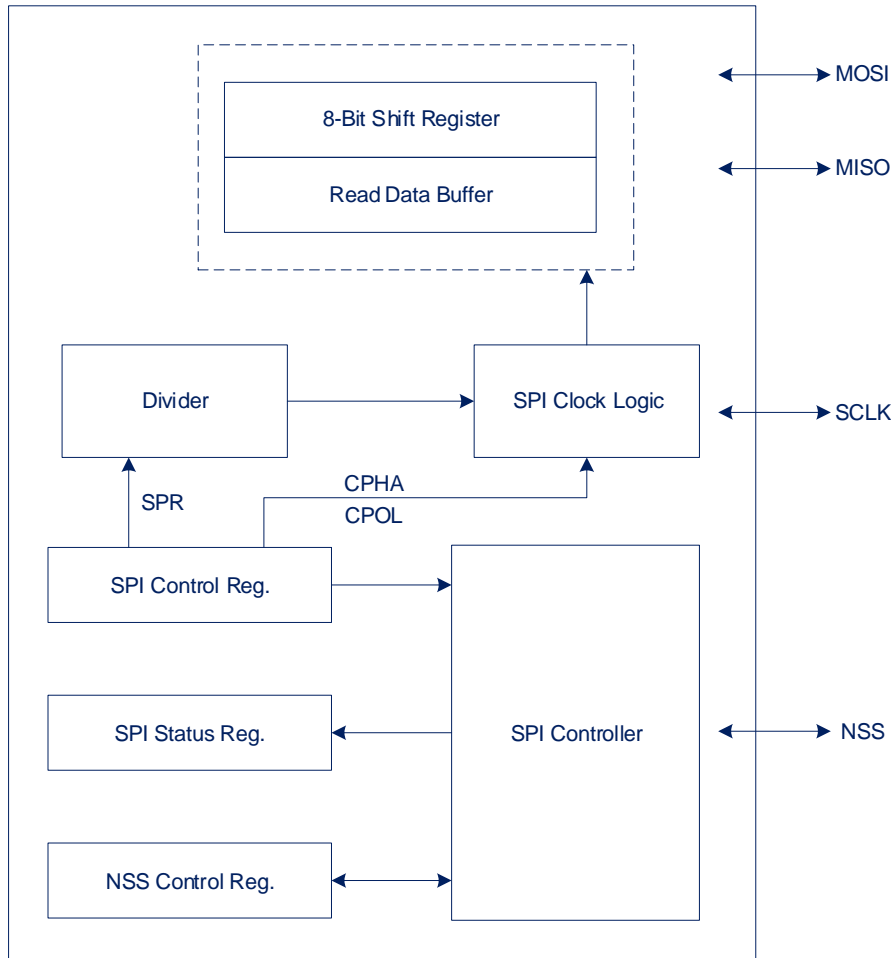 MOSI
8-Bit Shift Register
MISO
Read Data Buffer
Divider
SPI Clock Logic
SCLK
CPHA
SPR
CPOL
SPI Control Reg.
SPI Status Reg.
SPI Controller
NSS
NSS Control Reg.